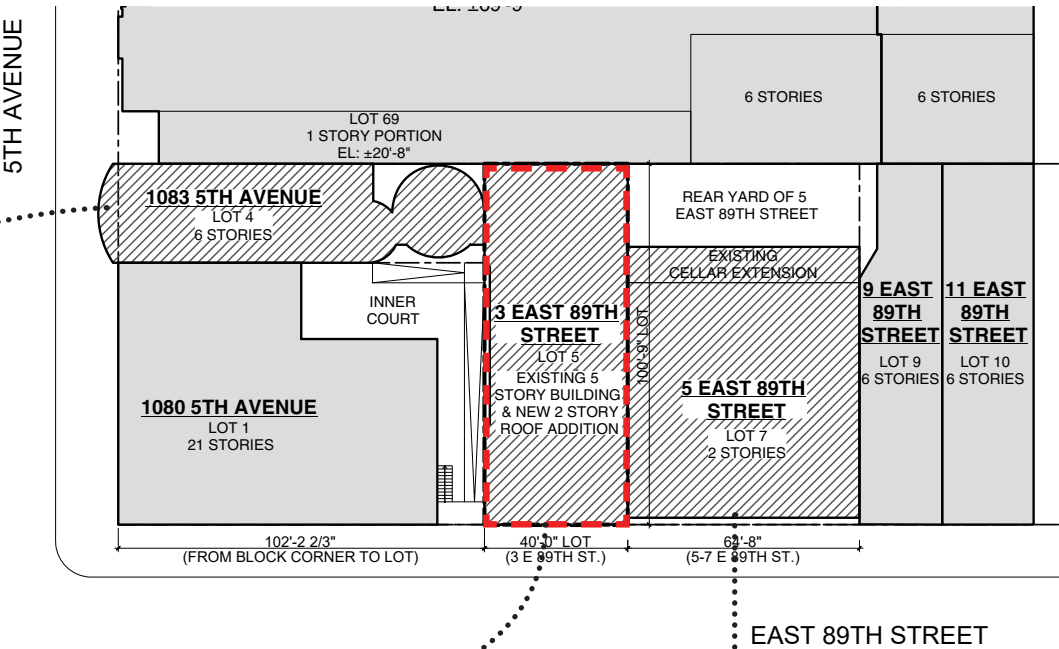 5TH AVENUE
6 STORIES
6 STORIES
LOT 69
1 STORY PORTION
EL: ±20'-8"
1083 5TH AVENUE
LOT 4
6 STORIES
REAR YARD OF 5
EAST 89TH STREET
EXISTING
CELLAR EXTENSION
INNER
COURT
3 EAST 89TH
STREET
LOT 5
EXISTING 5
STORY BUILDING
& NEW 2 STORY
ROOF ADDITION
100'-9" LOT
9 EAST
89TH
STREET
LOT 9
6 STORIES
11 EAST
89TH
STREET
LOT 10
6 STORIES
1080 5TH AVENUE
LOT 1
21 STORIES
5 EAST 89TH
STREET
LOT 7
2 STORIES
102'-2 2/3"
(FROM BLOCK CORNER TO LOT)
40'-0" LOT
(3 E 89TH ST.)
64'-8"
(5-7 E 89TH ST.)
EAST 89TH STREET